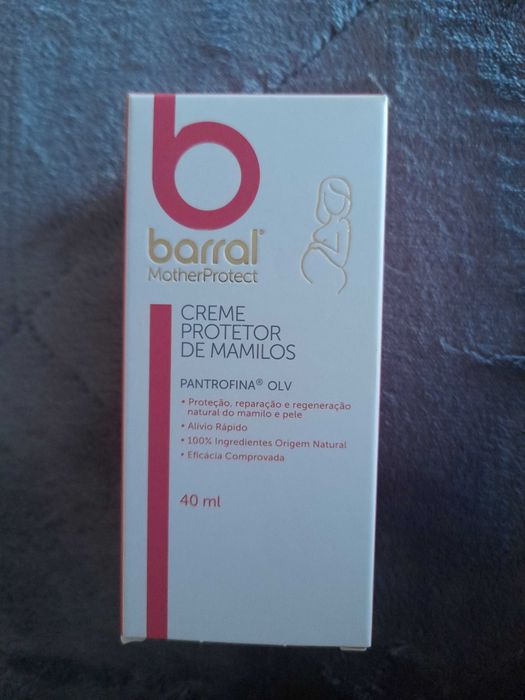 b
barral®
MotherProtect
CREME
PROTETOR
DE MAMILOS
PANTROFINA® OLV
• Proteção, reparação e regeneração
natural do mamilo e pele
• Alívio Rápido
• 100% Ingredientes Origem Natural
• Eficácia Comprovada
40 ml